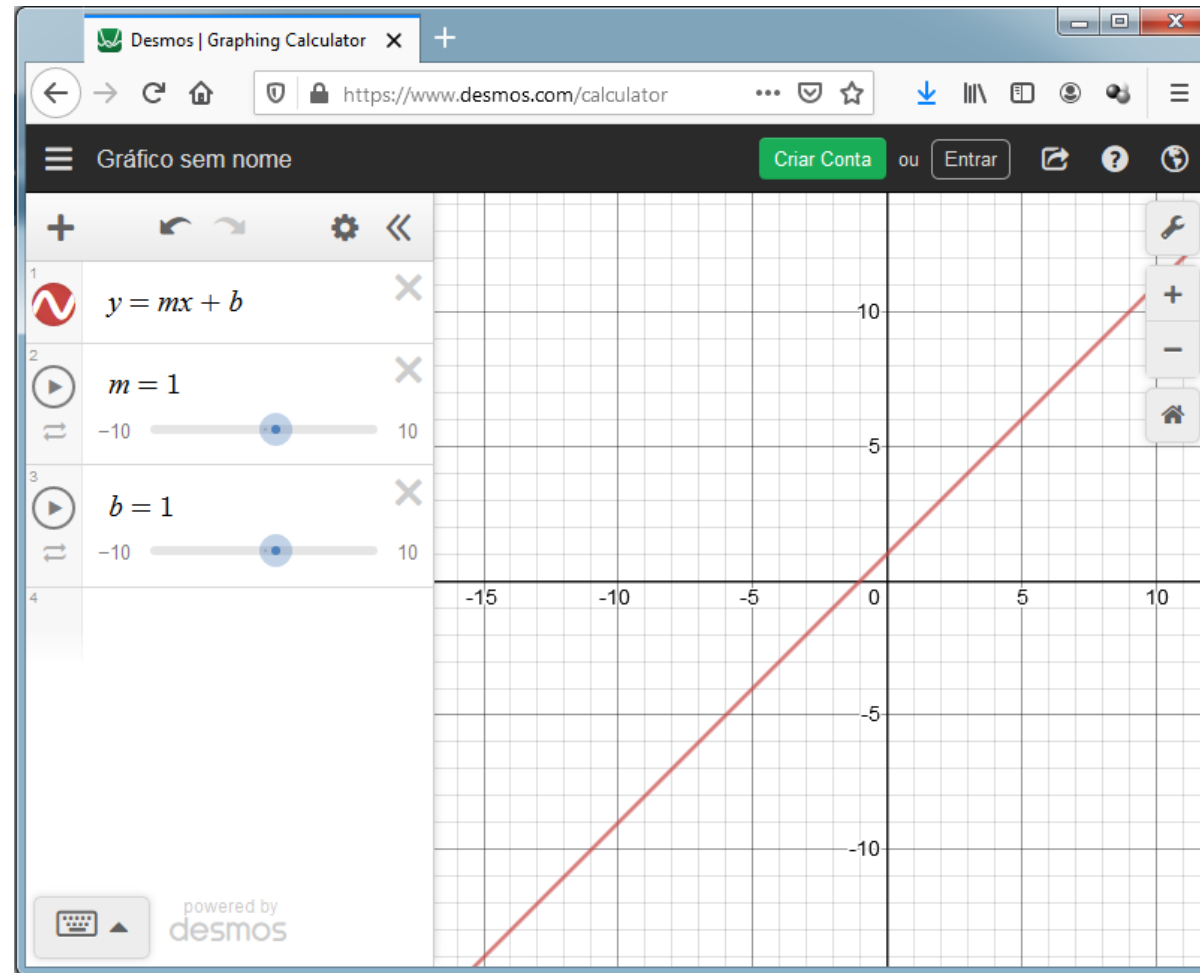 Desmos | Graphing Calculator
https://www.desmos.com/calculator
Gráfico sem nome
Criar Conta ou Entrar
1
y = mx + b
2
m = 1
−10 10
3
b = 1
−10 10
4
powered by
desmos
10
5
-15 -10 -5 0 5 10
-5
-10